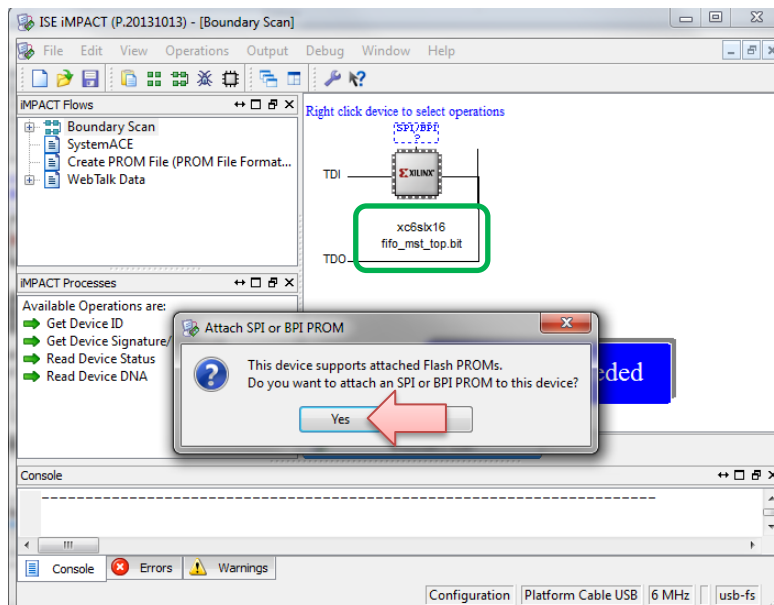 ISE iMPACT (P.20131013) - [Boundary Scan]
File Edit View Operations Output Debug Window Help
iMPACT Flows
Boundary Scan
SystemACE
Create PROM File (PROM File Format...
WebTalk Data
Right click device to select operations
SPI/BPI
?
TDI
XILINX
xc6slx16
fifo_mst_top.bit
TDO
iMPACT Processes
Available Operations are:
Get Device ID
Get Device Signature/
Read Device Status
Read Device DNA
Attach SPI or BPI PROM
This device supports attached Flash PROMs.
Do you want to attach an SPI or BPI PROM to this device?
Yes
eded
Console
Console Errors Warnings
Configuration Platform Cable USB 6 MHz usb-fs